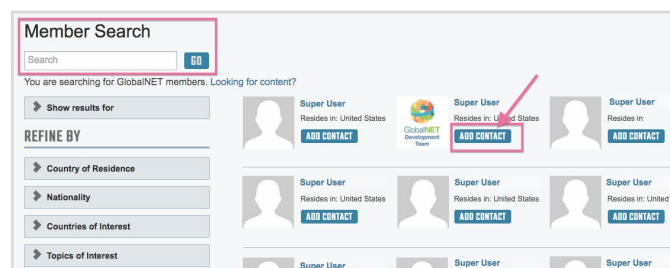 Member Search
Search
GO
You are searching for GlobalNET members. Looking for content?
Show results for
REFINE BY
Country of Residence
Nationality
Countries of Interest
Topics of Interest
Super User
Resides in: United States
ADD CONTACT
GlobalNET
Development
Team
Super User
Resides in: United States
ADD CONTACT
Super User
Resides in:
ADD CONTACT
Super User
Resides in: United States
ADD CONTACT
Super User
Resides in: United States
ADD CONTACT
Super User
Resides in: United
ADD CONTACT
Super User
Super User
Super User